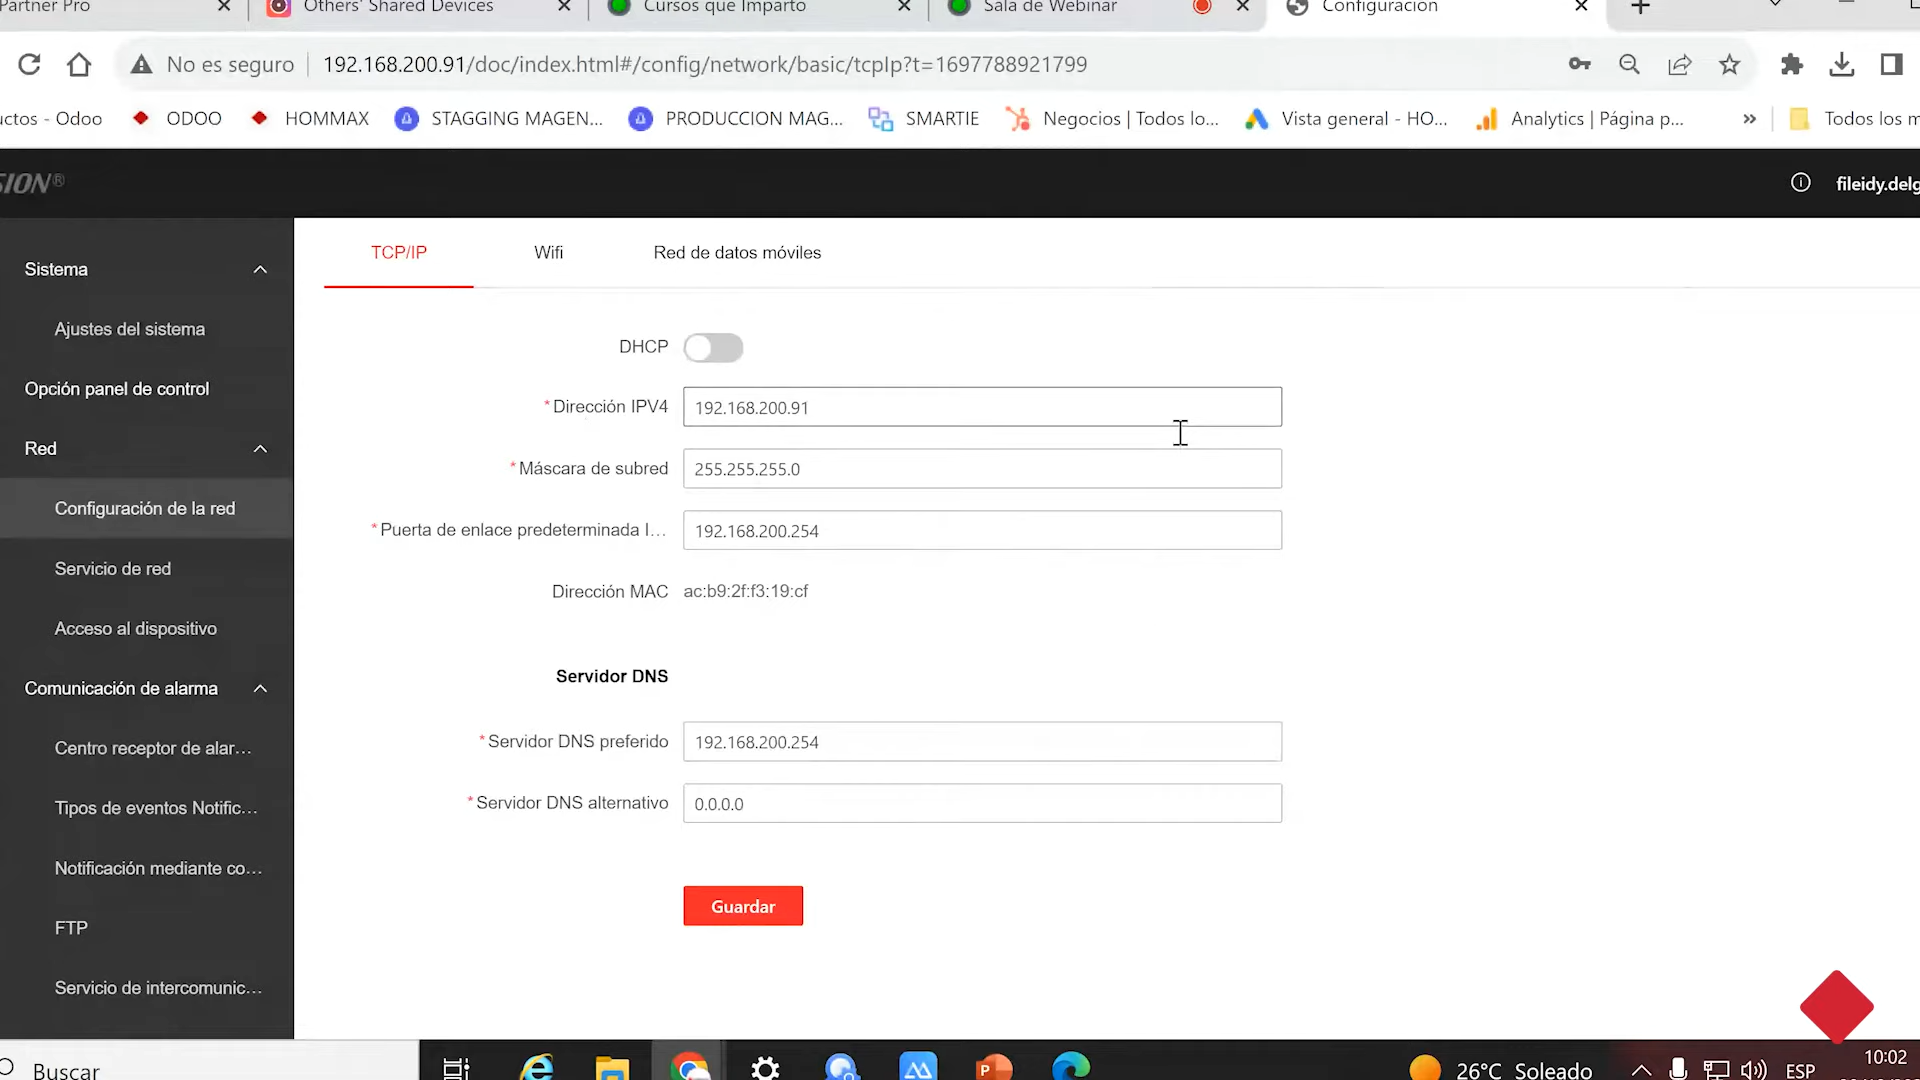 Partner Pro
Others' Shared Devices
Cursos que Imparto
Sala de Webinar
Configuración
No es seguro
192.168.200.91/doc/index.html#/config/network/basic/tcpIp?t=1697788921799
uctos - Odoo
ODOO
HOMMAX
STAGGING MAGEN...
PRODUCCION MAG...
SMARTIE
Negocios | Todos lo...
Vista general - HO...
Analytics | Página p...
»
Todos los m
SION®
fileidy.delg
Sistema
Ajustes del sistema
Opción panel de control
Red
Configuración de la red
Servicio de red
Acceso al dispositivo
Comunicación de alarma
Centro receptor de alar...
Tipos de eventos Notific...
Notificación mediante co...
FTP
Servicio de intercomunic...
TCP/IP
Wifi
Red de datos móviles
DHCP
*Dirección IPV4
192.168.200.91
*Máscara de subred
255.255.255.0
*Puerta de enlace predeterminada I...
192.168.200.254
Dirección MAC
ac:b9:2f:f3:19:cf
Servidor DNS
*Servidor DNS preferido
192.168.200.254
*Servidor DNS alternativo
0.0.0.0
Guardar
Buscar
26°C Soleado
ESP
10:02